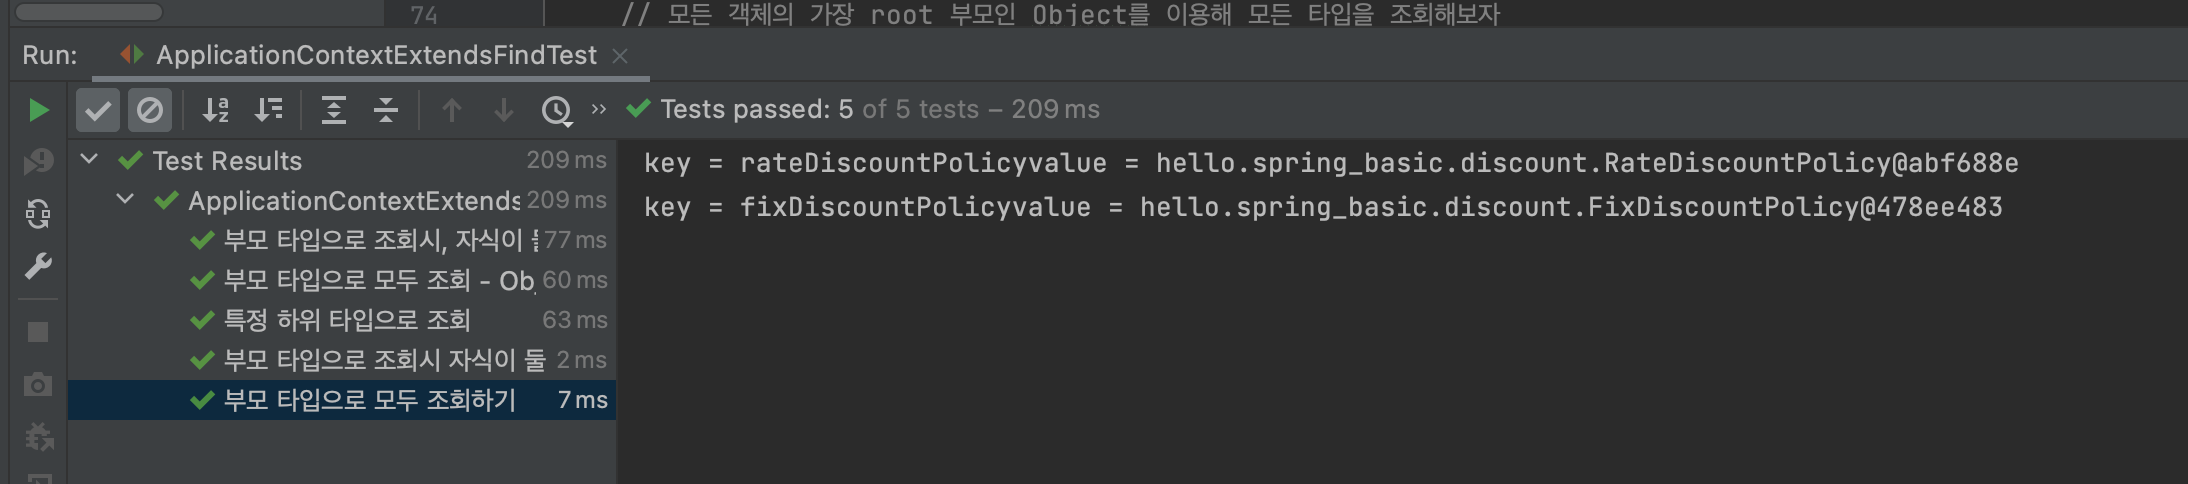 74 // 모든 객체의 가장 root 부모인 Object를 이용해 모든 타입을 조회해보자
Run: ApplicationContextExtendsFindTest
Tests passed: 5 of 5 tests – 209 ms
Test Results 209 ms
ApplicationContextExtends 209 ms
부모 타입으로 조회시, 자식이 77 ms
부모 타입으로 모두 조회 - Ob 60 ms
특정 하위 타입으로 조회 63 ms
부모 타입으로 조회시 자식이 둘 2 ms
부모 타입으로 모두 조회하기 7 ms
key = rateDiscountPolicyvalue = hello.spring_basic.discount.RateDiscountPolicy@abf688e
key = fixDiscountPolicyvalue = hello.spring_basic.discount.FixDiscountPolicy@478ee483